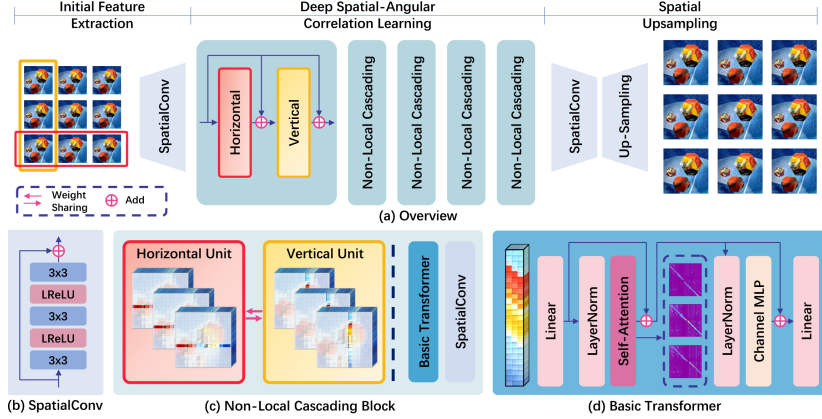 Initial Feature
Extraction
Deep Spatial-Angular
Correlation Learning
Spatial
Upsampling
SpatialConv
Horizontal
Vertical
Non-Local Cascading
Non-Local Cascading
Non-Local Cascading
Non-Local Cascading
SpatialConv
Up-Sampling
Weight
Sharing
Add
(a) Overview
3x3
LReLU
3x3
LReLU
3x3
(b) SpatialConv
Horizontal Unit
Vertical Unit
Basic Transformer
SpatialConv
(c) Non-Local Cascading Block
Linear
LayerNorm
Self-Attention
LayerNorm
Channel MLP
Linear
(d) Basic Transformer